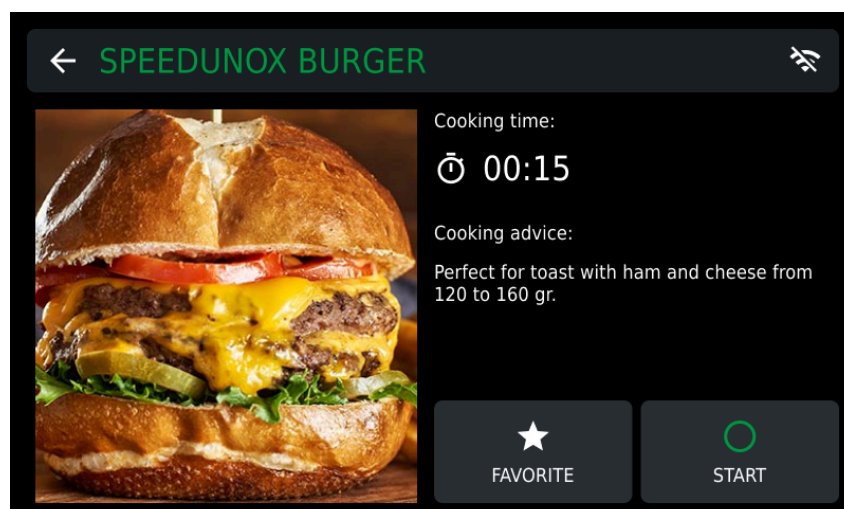 SPEEDUNOX BURGER
Cooking time:
00:15
Cooking advice:
Perfect for toast with ham and cheese from
120 to 160 gr.
FAVORITE
START